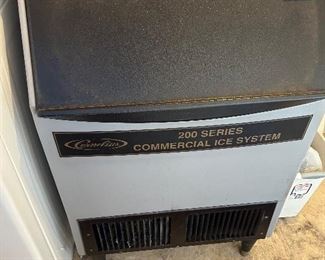 Cornelius
200 SERIES
COMMERCIAL ICE SYSTEM